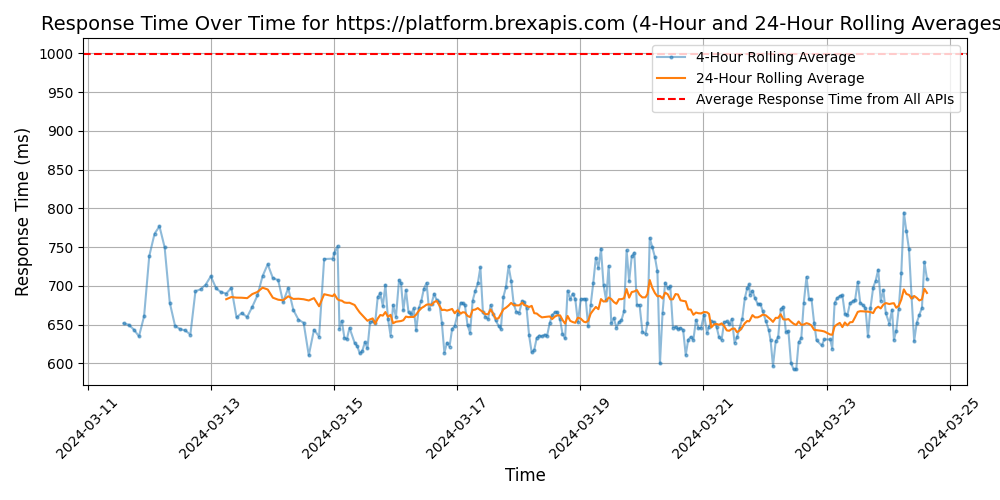 Response Time Over Time for https://platform.brexapis.com (4-Hour and 24-Hour Rolling Averages
4-Hour Rolling Average
24-Hour Rolling Average
Average Response Time from All APIs
Response Time (ms)
1000
950
900
850
800
750
700
650
600
2024-03-11
2024-03-13
2024-03-15
2024-03-17
2024-03-19
2024-03-21
2024-03-23
2024-03-25
Time